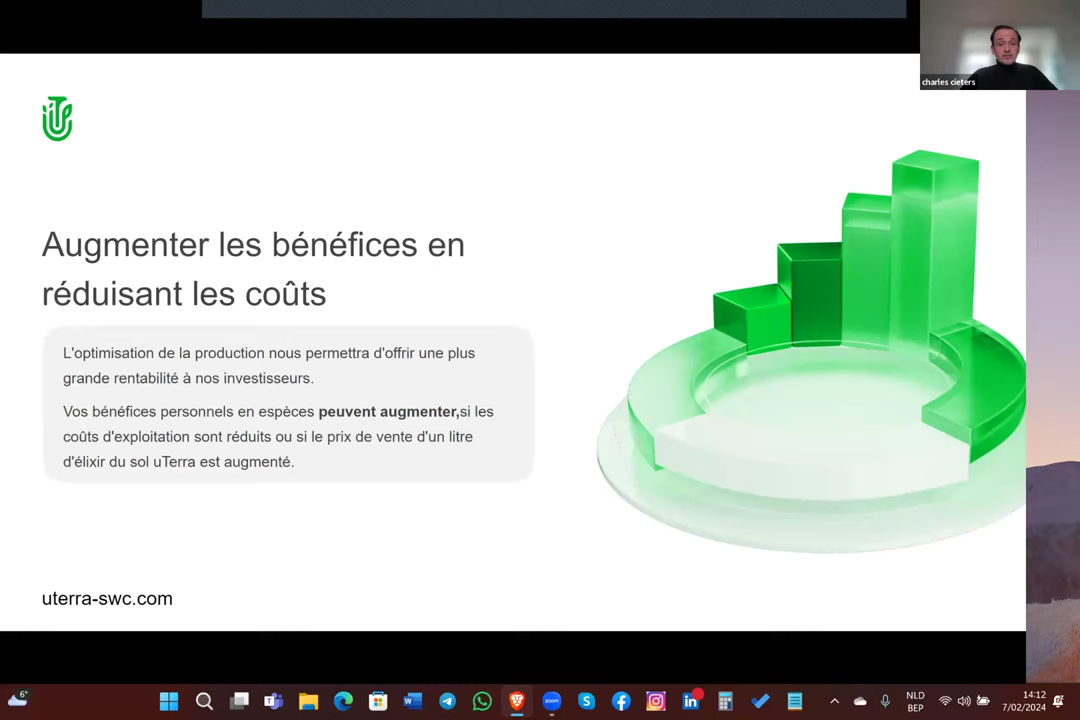 charles cieters
Augmenter les bénéfices en
réduisant les coûts
L'optimisation de la production nous permettra d'offrir une plus
grande rentabilité à nos investisseurs.
Vos bénéfices personnels en espèces peuvent augmenter,si les
coûts d'exploitation sont réduits ou si le prix de vente d'un litre
d'élixir du sol uTerra est augmenté.
uterra-swc.com
6°
zoom
NLD
BEP
14:12
7/02/2024